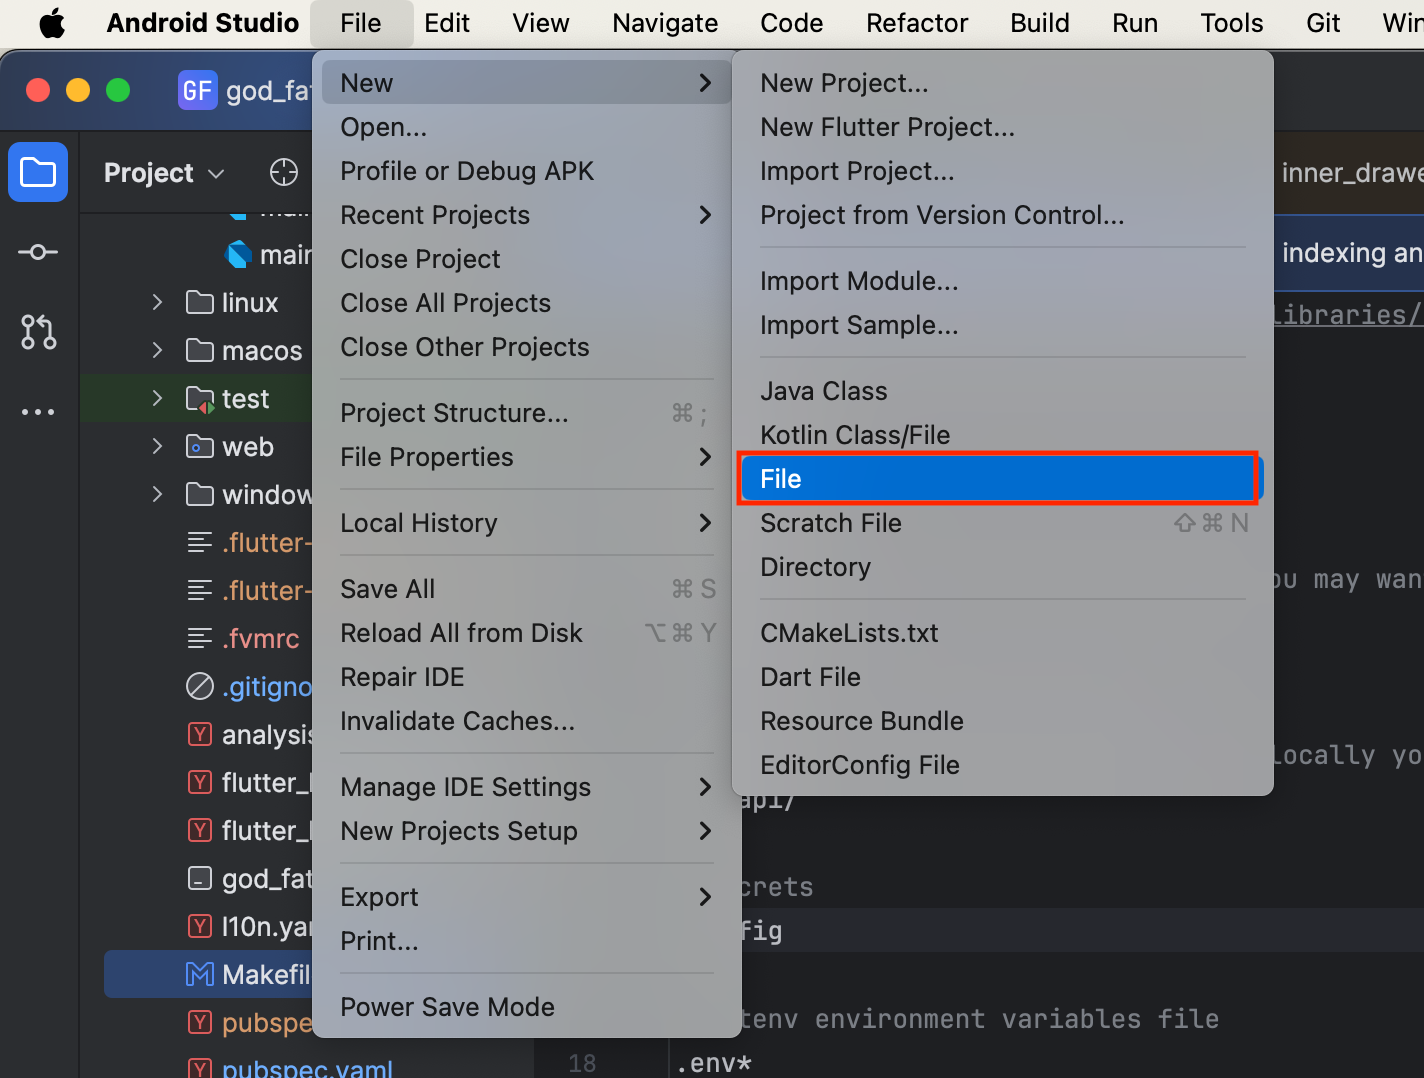 Android Studio File Edit View Navigate Code Refactor Build Run Tools Git
GF god_fa
Project
main
linux
macos
test
web
window
.flutter-
.flutter-
.fvmrc
.gitigno
analysis
flutter_
flutter_
god_fat
l10n.ya
Makefil
pubspe
pubspec.yaml
New
Open...
Profile or Debug APK
Recent Projects
Close Project
Close All Projects
Close Other Projects
Project Structure... ⌘ ;
File Properties
Local History
Save All ⌘ S
Reload All from Disk ⌥ ⌘ Y
Repair IDE
Invalidate Caches...
Manage IDE Settings
New Projects Setup
Export
Print...
Power Save Mode
New Project...
New Flutter Project...
Import Project...
Project from Version Control...
Import Module...
Import Sample...
Java Class
Kotlin Class/File
File
Scratch File ⇧ ⌘ N
Directory
CMakeLists.txt
Dart File
Resource Bundle
EditorConfig File
inner_drawe
indexing an
libraries/
ou may wan
locally yo
api/
crets
fig
tenv environment variables file
18 .env*